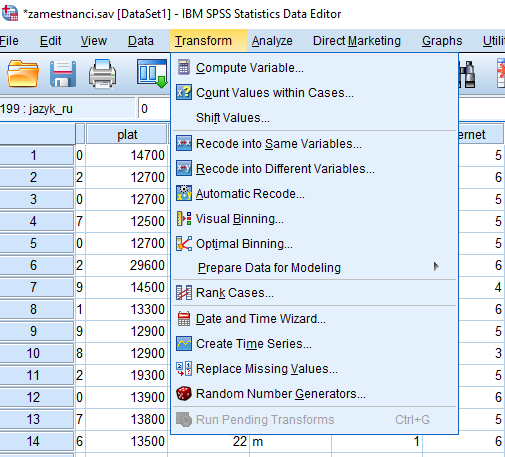 *zamestnanci.sav [DataSet1] - IBM SPSS Statistics Data Editor
File Edit View Data Transform Analyze Direct Marketing Graphs Utili
199 : jazyk_ru 0
plat ernet
1 0 14700 5
2 2 12700 6
3 0 12700 5
4 7 12500 5
5 0 12700 5
6 2 29600 6
7 9 14500 4
8 1 13300 6
9 9 12900 5
10 8 12900 3
11 2 19300 5
12 0 13900 6
13 7 13800 5
14 6 13500 22 m 1 6
Compute Variable...
Count Values within Cases...
Shift Values...
Recode into Same Variables...
Recode into Different Variables...
Automatic Recode...
Visual Binning...
Optimal Binning...
Prepare Data for Modeling
Rank Cases...
Date and Time Wizard...
Create Time Series...
Replace Missing Values...
Random Number Generators...
Run Pending Transforms Ctrl+G